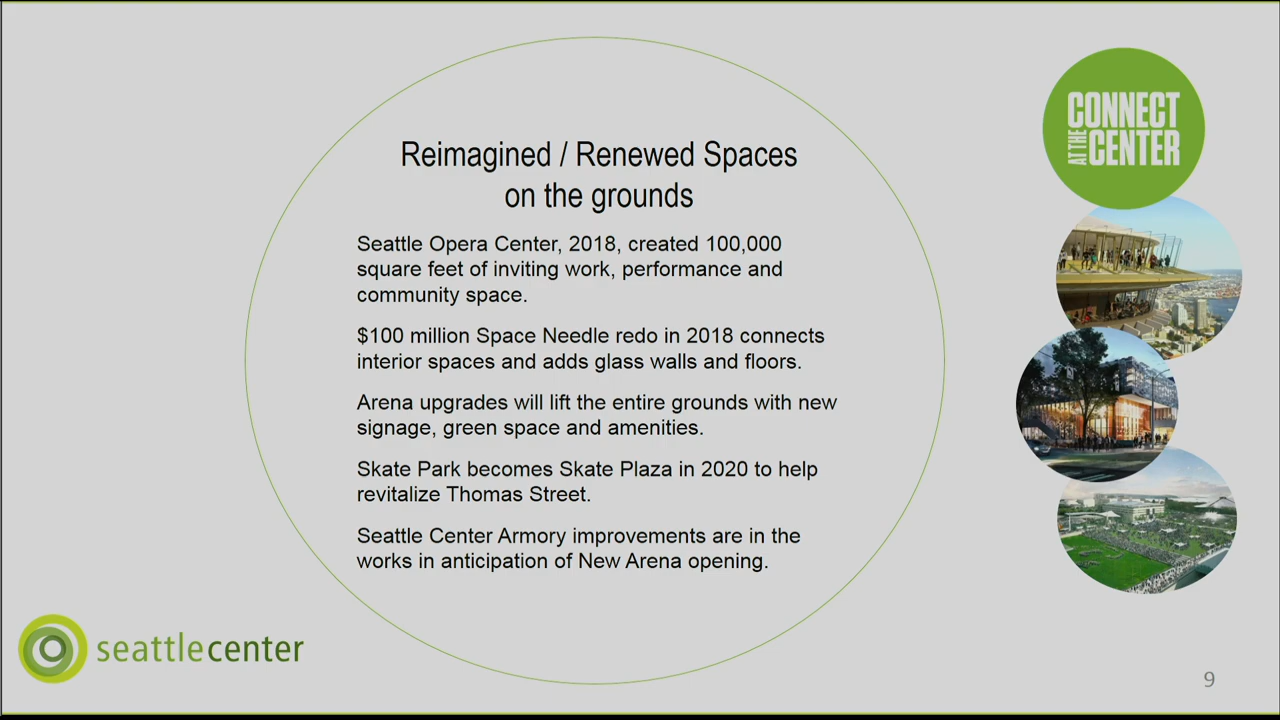 Reimagined / Renewed Spaces
on the grounds
Seattle Opera Center, 2018, created 100,000
square feet of inviting work, performance and
community space.
$100 million Space Needle redo in 2018 connects
interior spaces and adds glass walls and floors.
Arena upgrades will lift the entire grounds with new
signage, green space and amenities.
Skate Park becomes Skate Plaza in 2020 to help
revitalize Thomas Street.
Seattle Center Armory improvements are in the
works in anticipation of New Arena opening.
CONNECT
AT THE CENTER
seattlecenter
9